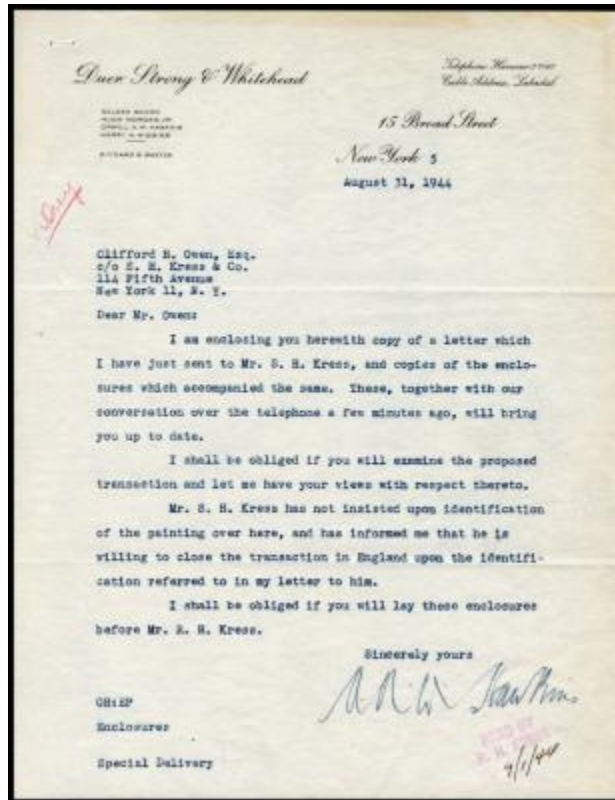 Duer Strong & Whitehead
15 Broad Street
New York 5
August 31, 1944
Clifford R. Owen, Esq.
c/o S. H. Kress & Co.
114 Fifth Avenue
New York 11, N. Y.
Dear Mr. Owen:
I am enclosing you herewith copy of a letter which
I have just sent to Mr. S. H. Kress, and copies of the enclo-
sures which accompanied the same. These, together with our
conversation over the telephone a few minutes ago, will bring
you up to date.
I shall be obliged if you will examine the proposed
transaction and let me have your views with respect thereto.
Mr. S. H. Kress has not insisted upon identification
of the painting over here, and has informed me that he is
willing to close the transaction in England upon the identifi-
cation referred to in my letter to him.
I shall be obliged if you will lay these enclosures
before Mr. R. H. Kress.
Sincerely yours
GH:EP
Enclosures
Special Delivery
9/1/44